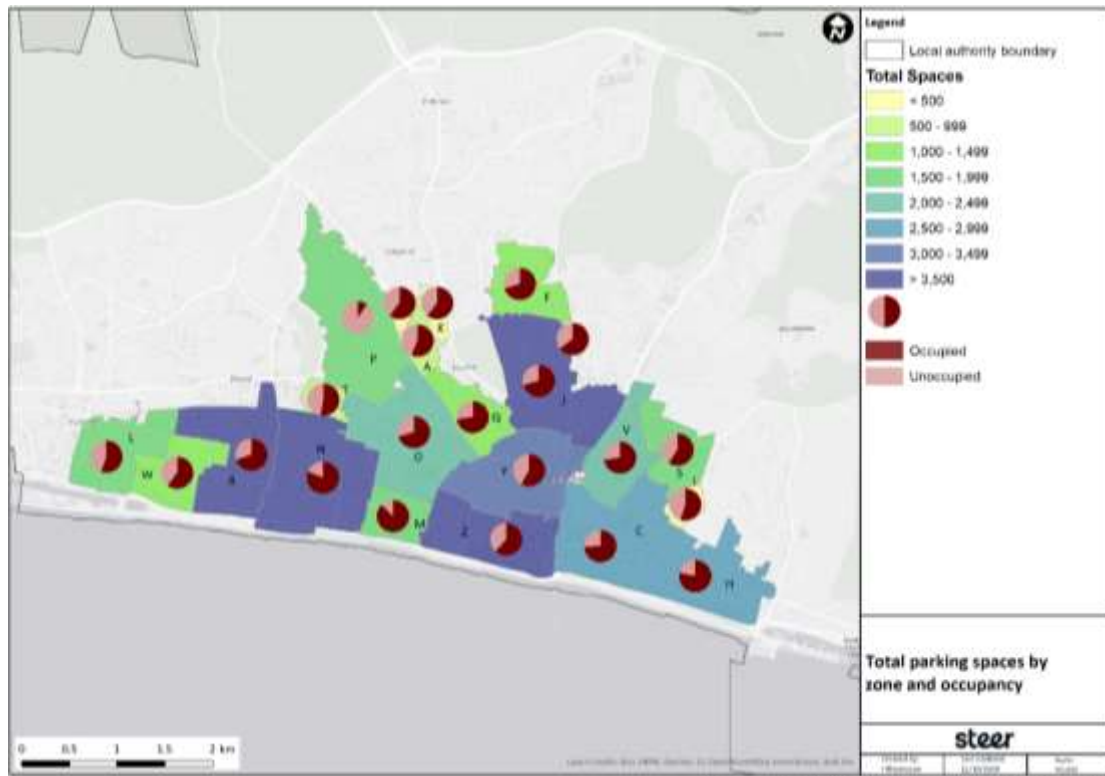 N
Legend
Local authority boundary
Total Spaces
< 500
500 - 999
1,000 - 1,499
1,500 - 1,999
2,000 - 2,499
2,500 - 2,999
3,000 - 3,499
> 3,500
Occupied
Unoccupied
F
K
P
A
J
T
Q
V
L
N
O
S
W
Y
I
R
M
Z
C
H
Total parking spaces by
zone and occupancy
steer
0 0.5 1 1.5 2 km